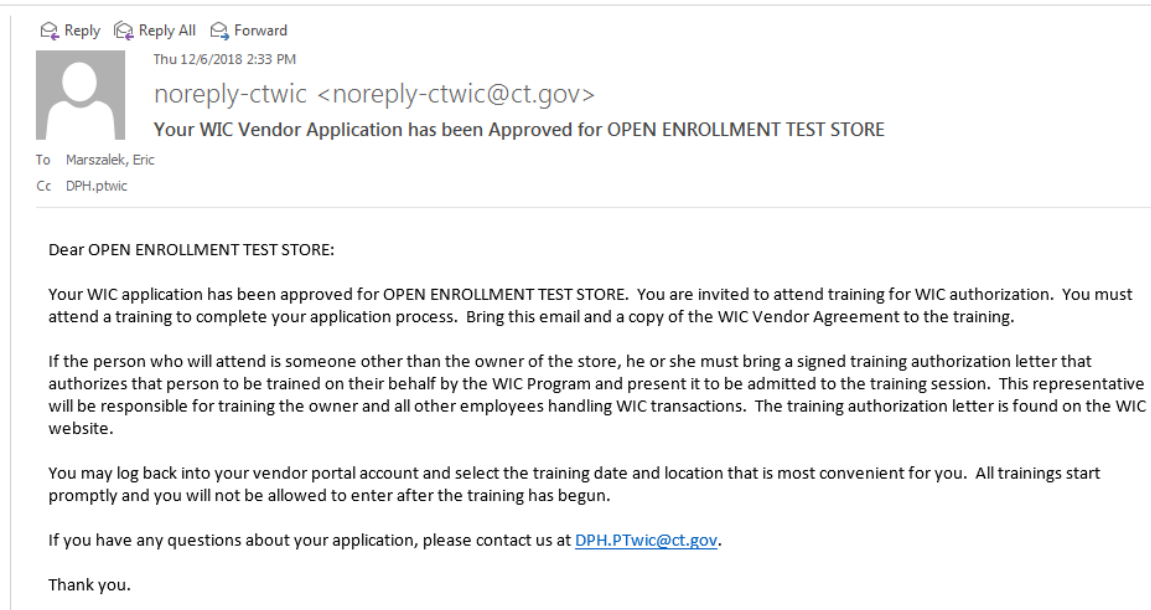 Reply Reply All Forward
Thu 12/6/2018 2:33 PM
noreply-ctwic <noreply-ctwic@ct.gov>
Your WIC Vendor Application has been Approved for OPEN ENROLLMENT TEST STORE
To Marszalek, Eric
Cc DPH.ptwic
Dear OPEN ENROLLMENT TEST STORE:
Your WIC application has been approved for OPEN ENROLLMENT TEST STORE. You are invited to attend training for WIC authorization. You must
attend a training to complete your application process. Bring this email and a copy of the WIC Vendor Agreement to the training.
If the person who will attend is someone other than the owner of the store, he or she must bring a signed training authorization letter that
authorizes that person to be trained on their behalf by the WIC Program and present it to be admitted to the training session. This representative
will be responsible for training the owner and all other employees handling WIC transactions. The training authorization letter is found on the WIC
website.
You may log back into your vendor portal account and select the training date and location that is most convenient for you. All trainings start
promptly and you will not be allowed to enter after the training has begun.
If you have any questions about your application, please contact us at DPH.PTwic@ct.gov.
Thank you.